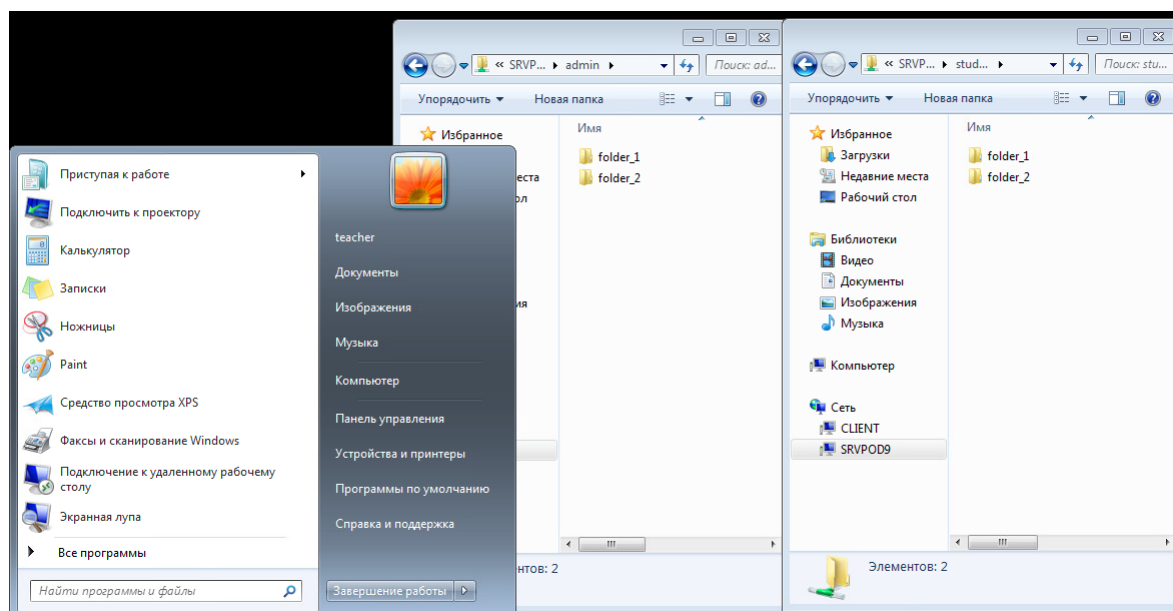 « SRVP... ▸ admin ▸
Поиск: ad...
Упорядочить ▾ Новая папка
Избранное
Имя
folder_1
folder_2
еста
ол
ия
нтов: 2
« SRVP... ▸ stud... ▸
Поиск: stu...
Упорядочить ▾ Новая папка
Избранное
Загрузки
Недавние места
Рабочий стол
Библиотеки
Видео
Документы
Изображения
Музыка
Компьютер
Сеть
CLIENT
SRVPOD9
Имя
folder_1
folder_2
Элементов: 2
Приступая к работе
Подключить к проектору
Калькулятор
Записки
Ножницы
Paint
Средство просмотра XPS
Факсы и сканирование Windows
Подключение к удаленному рабочему
столу
Экранная лупа
Все программы
Найти программы и файлы
teacher
Документы
Изображения
Музыка
Компьютер
Панель управления
Устройства и принтеры
Программы по умолчанию
Справка и поддержка
Завершение работы